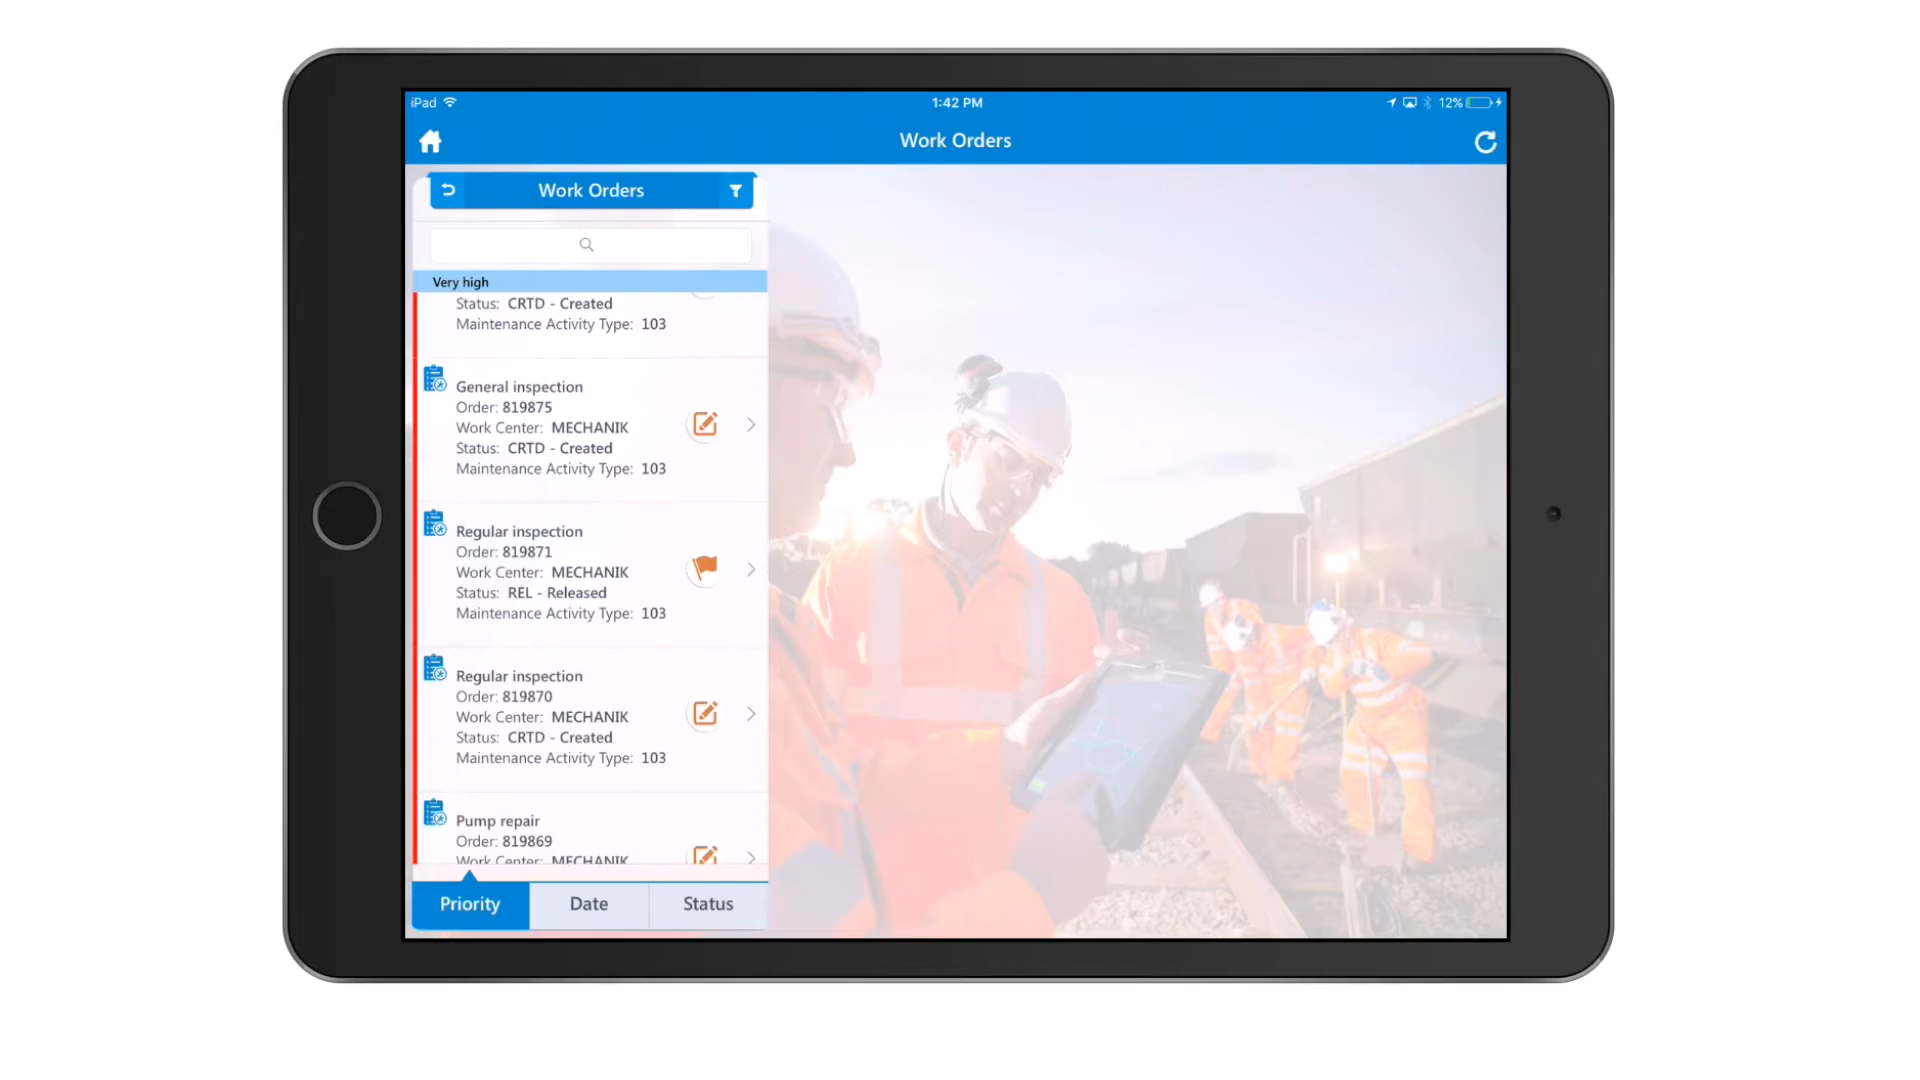 iPad 1:42 PM 12%
Work Orders
Work Orders
Very high
Status: CRTD - Created
Maintenance Activity Type: 103
General inspection
Order: 819875
Work Center: MECHANIK
Status: CRTD - Created
Maintenance Activity Type: 103
Regular inspection
Order: 819871
Work Center: MECHANIK
Status: REL - Released
Maintenance Activity Type: 103
Regular inspection
Order: 819870
Work Center: MECHANIK
Status: CRTD - Created
Maintenance Activity Type: 103
Pump repair
Order: 819869
Work Center: MECHANIK
Priority Date Status